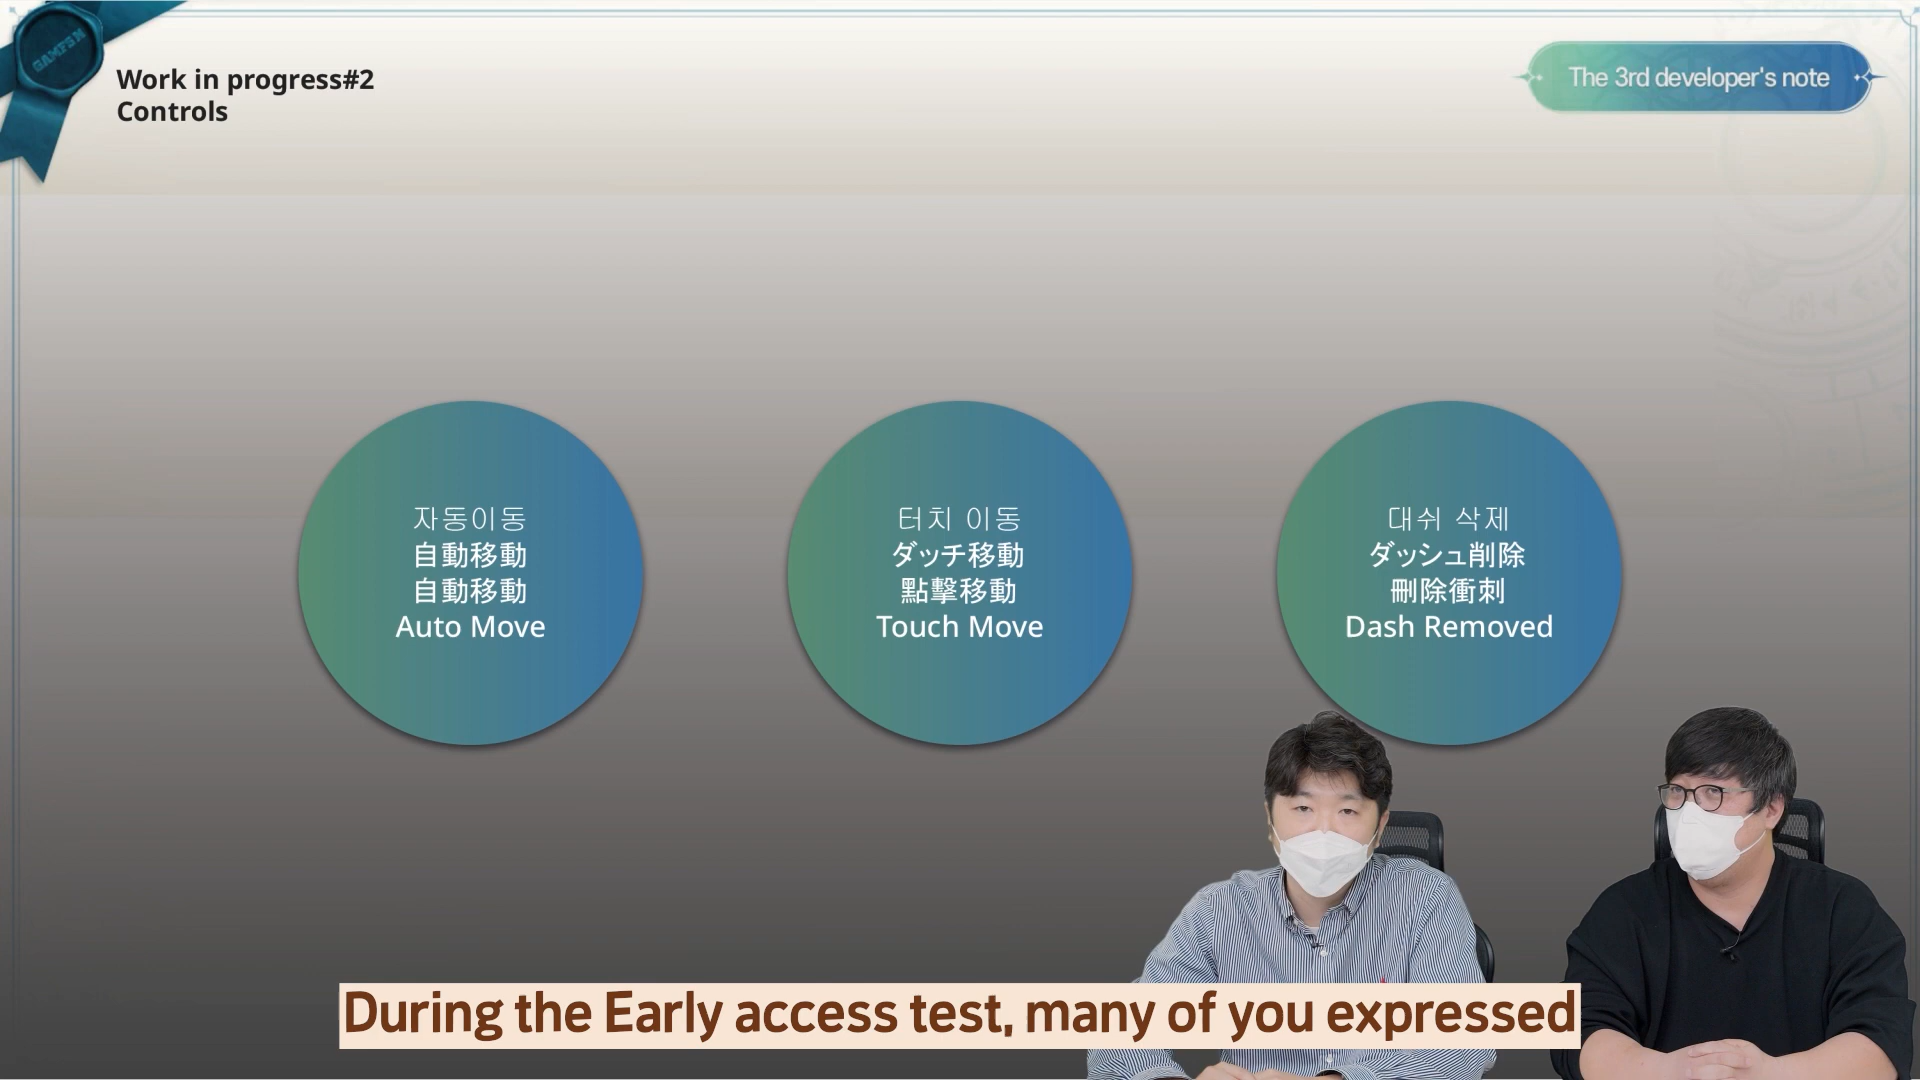 GAMFS N
Work in progress#2
Controls
The 3rd developer's note
자동이동
自動移動
自動移動
Auto Move
터치 이동
ダッチ移動
點擊移動
Touch Move
대쉬 삭제
ダッシュ削除
刪除衝刺
Dash Removed
During the Early access test, many of you expressed